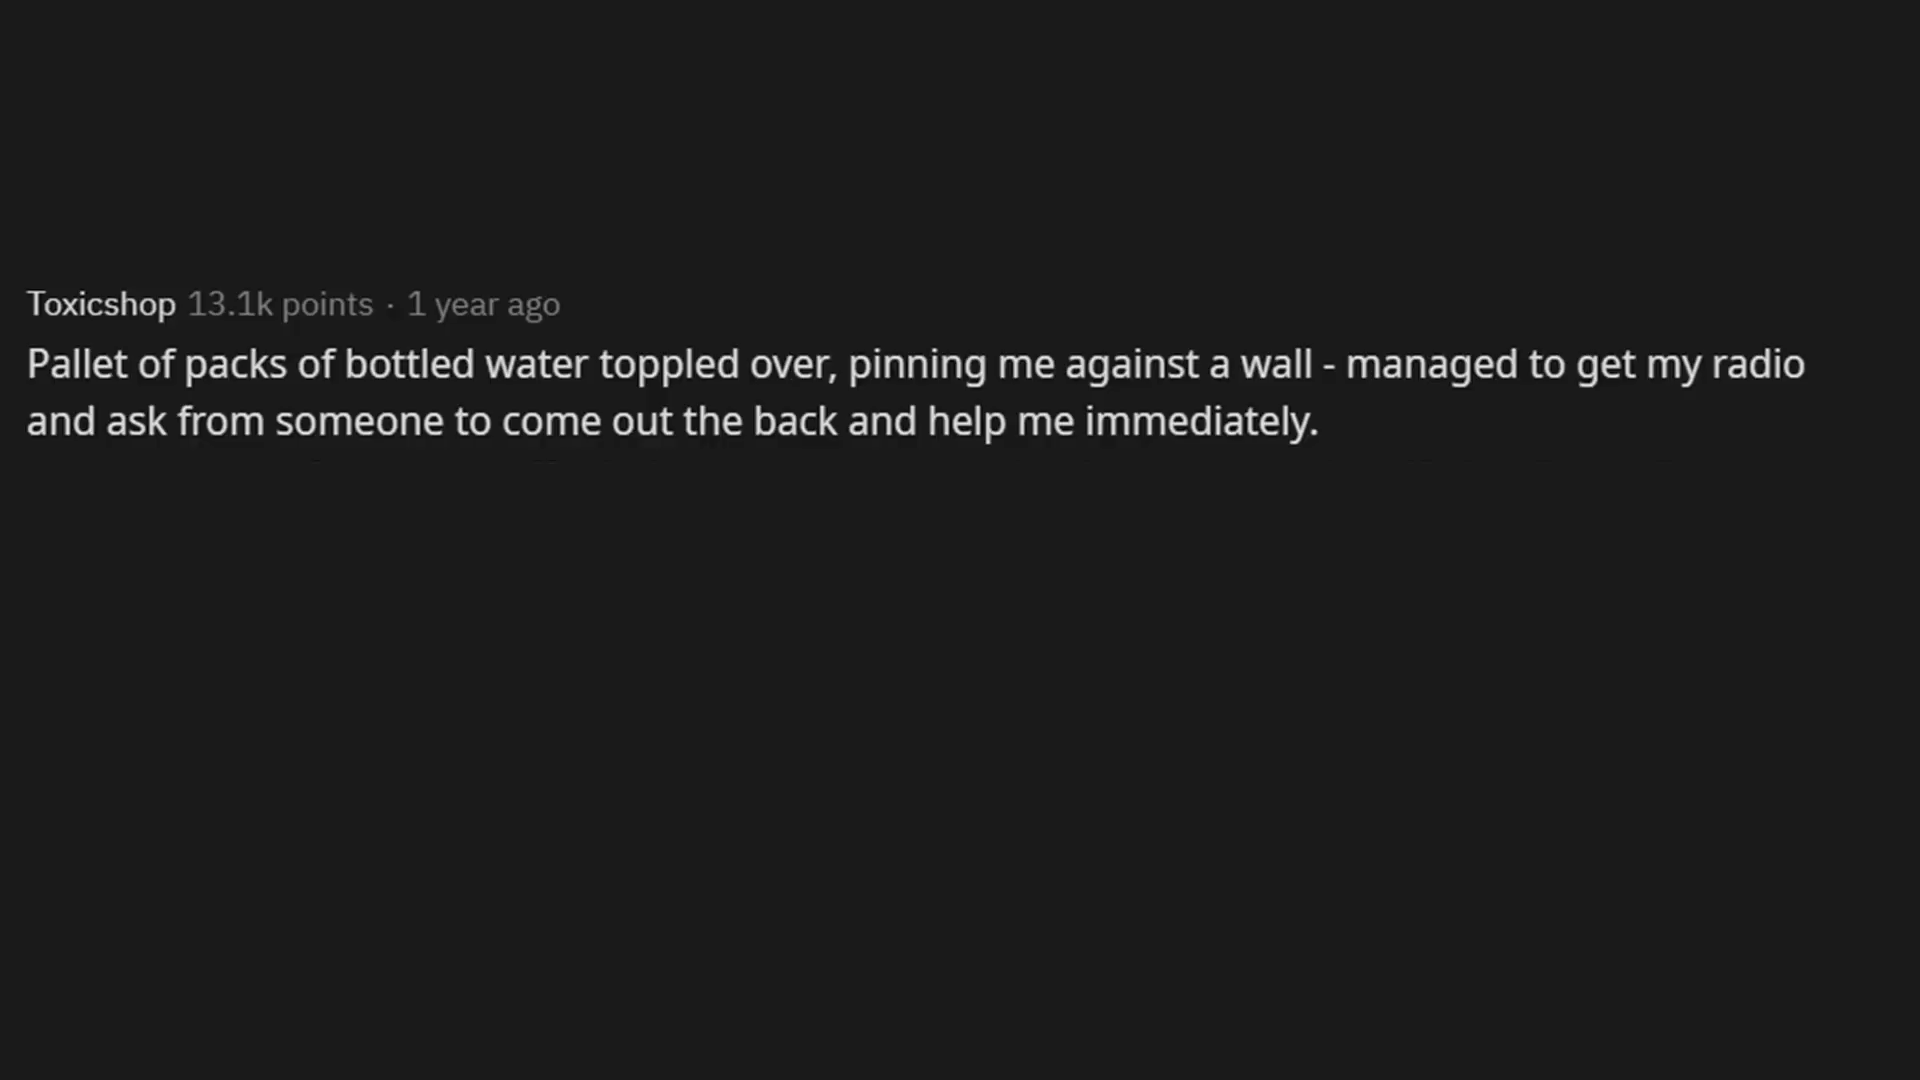 Toxicshop 13.1k points · 1 year ago
Pallet of packs of bottled water toppled over, pinning me against a wall - managed to get my radio
and ask from someone to come out the back and help me immediately.